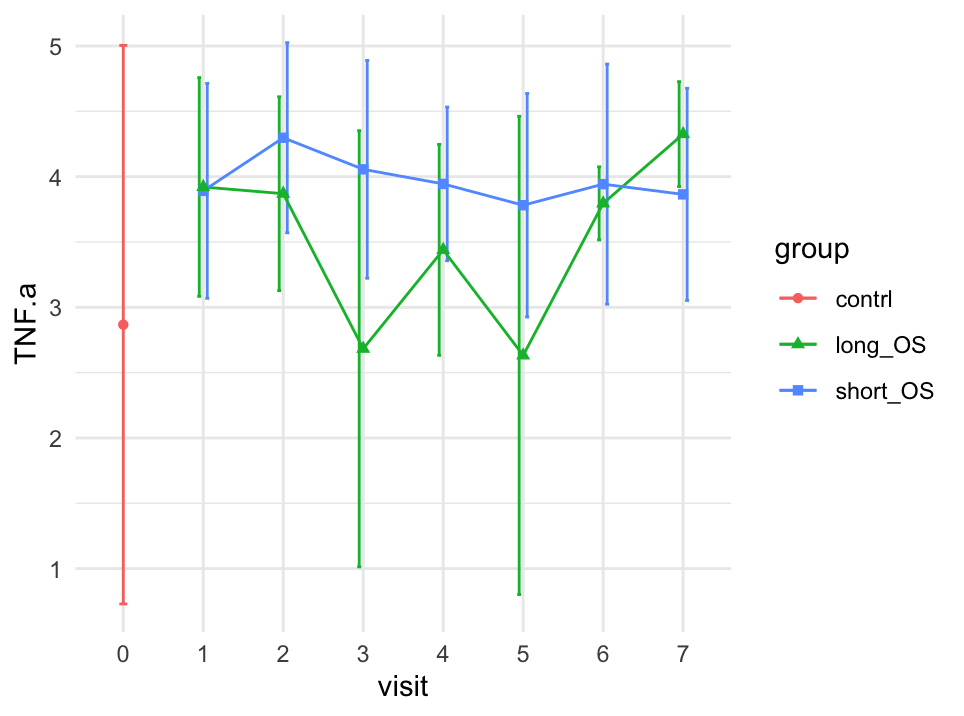 5
4
3
2
1
TNF.a
0 1 2 3 4 5 6 7
visit
group
contrl
long_OS
short_OS